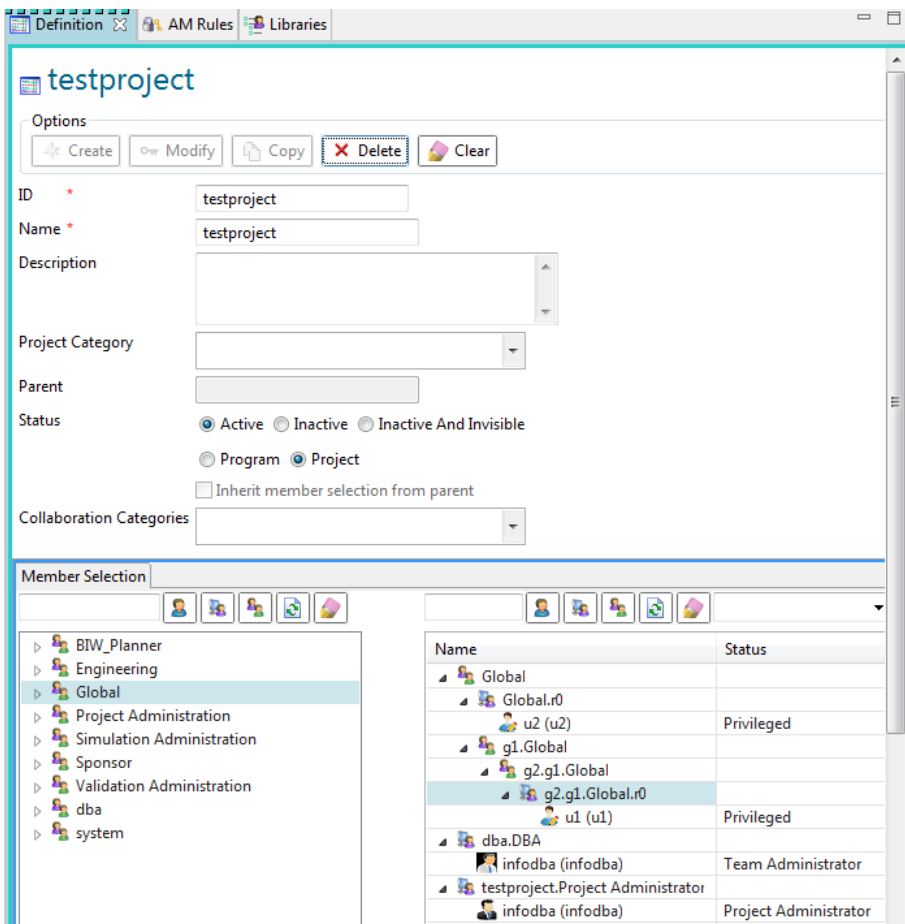 Definition AM Rules Libraries
testproject
Options
Create Modify Copy Delete Clear
ID * testproject
Name * testproject
Description
Project Category
Parent
Status Active Inactive Inactive And Invisible
Program Project
Inherit member selection from parent
Collaboration Categories
Member Selection
BIW_Planner
Engineering
Global
Project Administration
Simulation Administration
Sponsor
Validation Administration
dba
system
Name Status
Global
Global.r0
u2 (u2) Privileged
g1.Global
g2.g1.Global
g2.g1.Global.r0
u1 (u1) Privileged
dba.DBA
infodba (infodba) Team Administrator
testproject.Project Administrator
infodba (infodba) Project Administrator